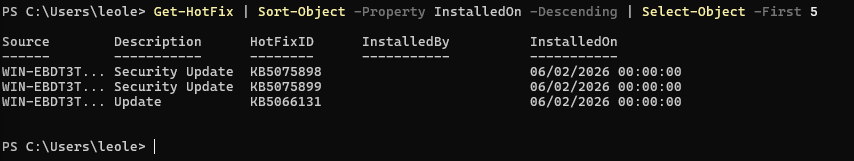 PS C:\Users\leole> Get-HotFix | Sort-Object -Property InstalledOn -Descending | Select-Object -First 5
Source Description HotFixID InstalledBy InstalledOn
------ ----------- -------- ----------- -----------
WIN-EBDT3T... Security Update KB5075898 06/02/2026 00:00:00
WIN-EBDT3T... Security Update KB5075899 06/02/2026 00:00:00
WIN-EBDT3T... Update KB5066131 06/02/2026 00:00:00
PS C:\Users\leole>